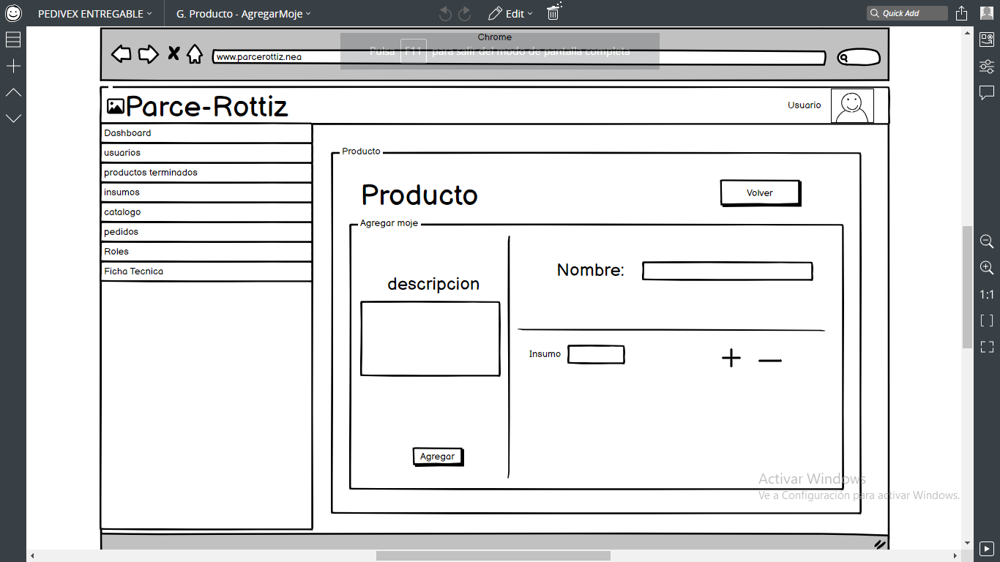 PEDIVEX ENTREGABLE
G. Producto - AgregarMoje
Edit
Quick Add
Chrome
Pulsa F11 para salir del modo de pantalla completa
www.parcerottiz.nea
Parce-Rottiz
Usuario
Dashboard
usuarios
productos terminados
insumos
catalogo
pedidos
Roles
Ficha Tecnica
Producto
Producto
Volver
Agregar moje
descripcion
Nombre:
Insumo
Agregar
1:1
Activar Windows
Ve a Configuración para activar Windows.